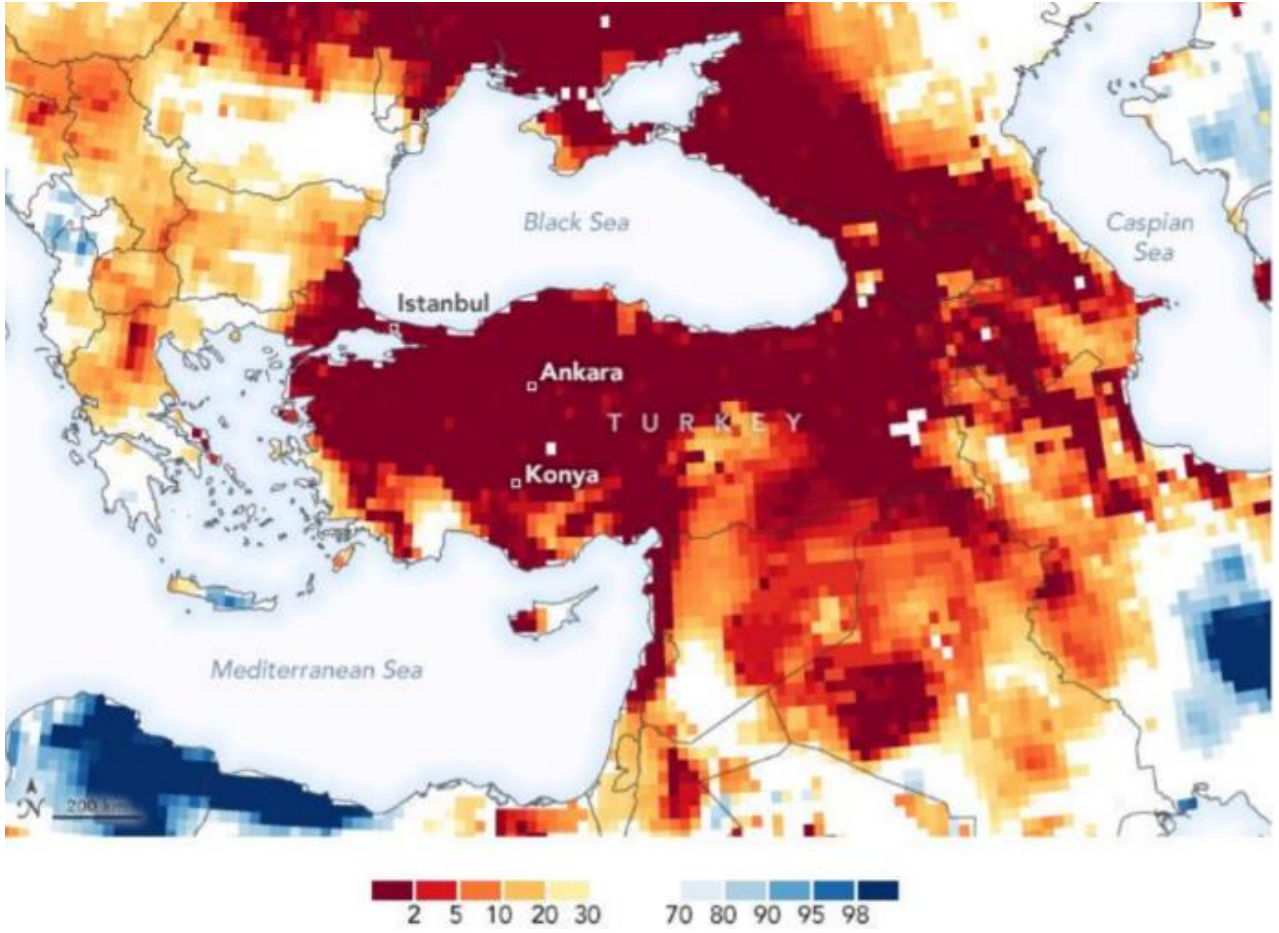 Black Sea
Caspian
Sea
Istanbul
Ankara
TURKEY
Konya
Mediterranean Sea
N
200 km
2 5 10 20 30 70 80 90 95 98